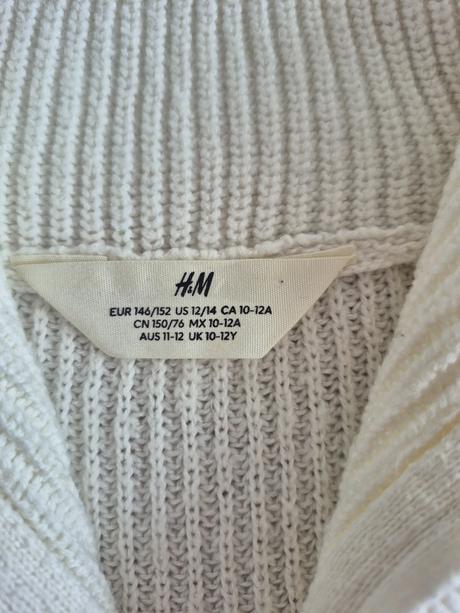 H&M
EUR 146/152 US 12/14 CA 10-12A
CN 150/76 MX 10-12A
AUS 11-12 UK 10-12Y